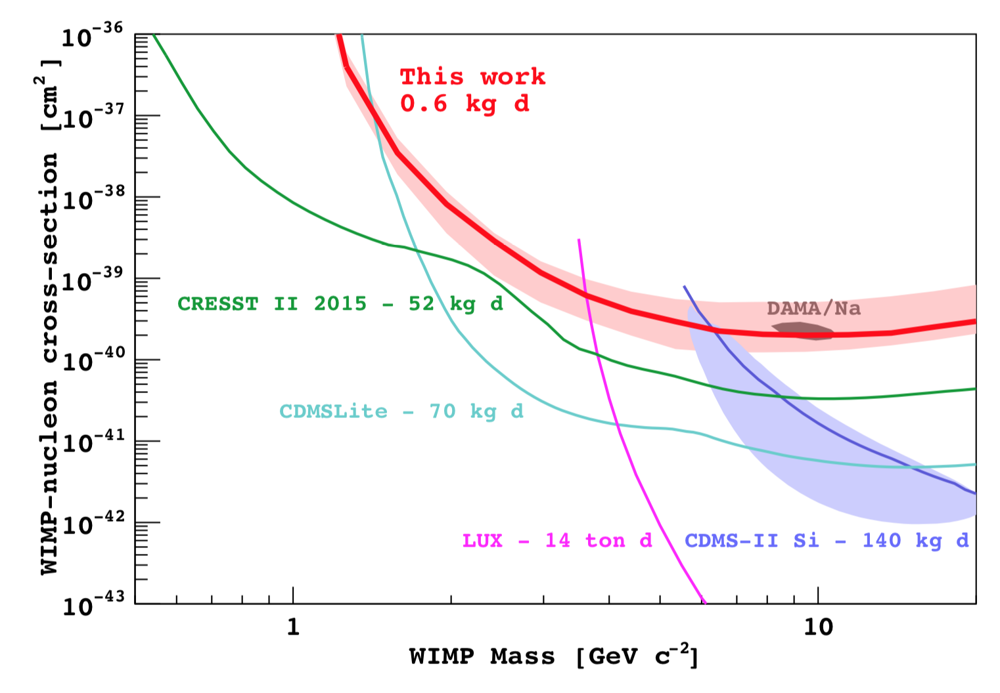 10−36
10−37
10−38
10−39
10−40
10−41
10−42
10−43
WIMP−nucleon cross−section [cm2]
This work
0.6 kg d
DAMA/Na
CRESST II 2015 − 52 kg d
CDMSLite − 70 kg d
LUX − 14 ton d
CDMS−II Si − 140 kg d
1
10
WIMP Mass [GeV c−2]